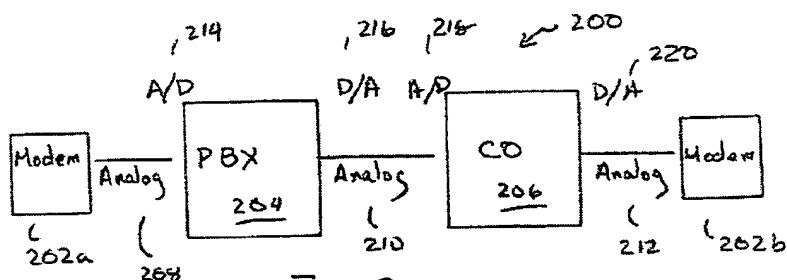 214 216 218 200
A/D D/A A/D D/A 220
Modem PBX CO Modem
Analog Analog Analog
204 206
202a 208 210 212 202b